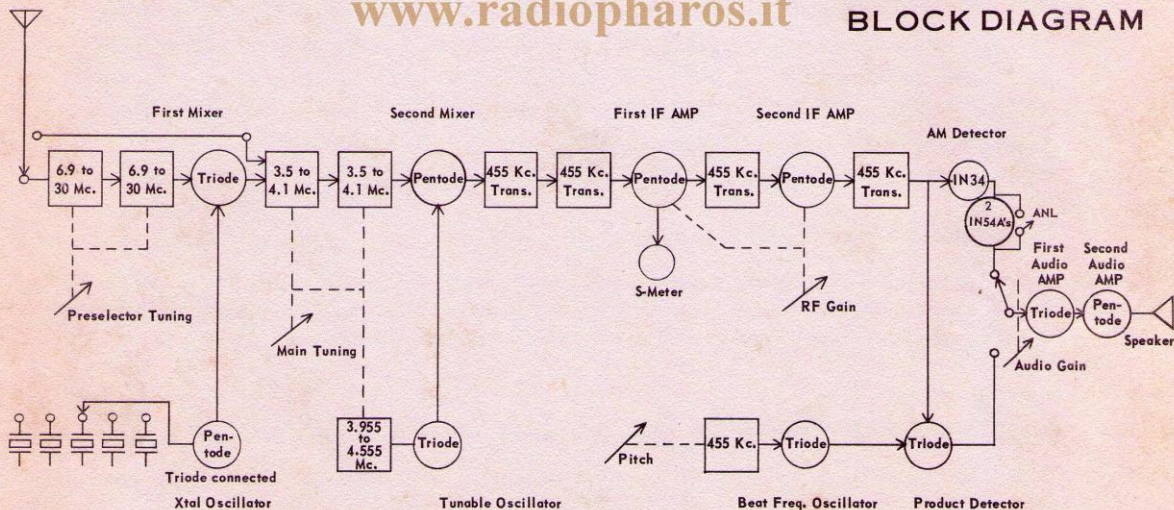 www.radiopharos.it
BLOCK DIAGRAM
First Mixer
Second Mixer
First IF AMP
Second IF AMP
AM Detector
6.9 to
30 Mc.
6.9 to
30 Mc.
Triode
3.5 to
4.1 Mc.
3.5 to
4.1 Mc.
Pentode
455 Kc.
Trans.
455 Kc.
Trans.
Pentode
455 Kc.
Trans.
Pentode
455 Kc.
Trans.
IN34
2
IN54A's
ANL
First
Audio
AMP
Second
Audio
AMP
S-Meter
RF Gain
Triode
Pen-
tode
Speaker
Preselector Tuning
Main Tuning
Audio Gain
Pen-
tode
Triode connected
3.955
to
4.555
Mc.
Triode
Pitch
455 Kc.
Triode
Triode
Xtal Oscillator
Tunable Oscillator
Beat Freq. Oscillator
Product Detector